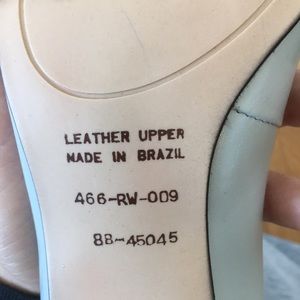 LEATHER UPPER
MADE IN BRAZIL
466-RW-009
88-45045